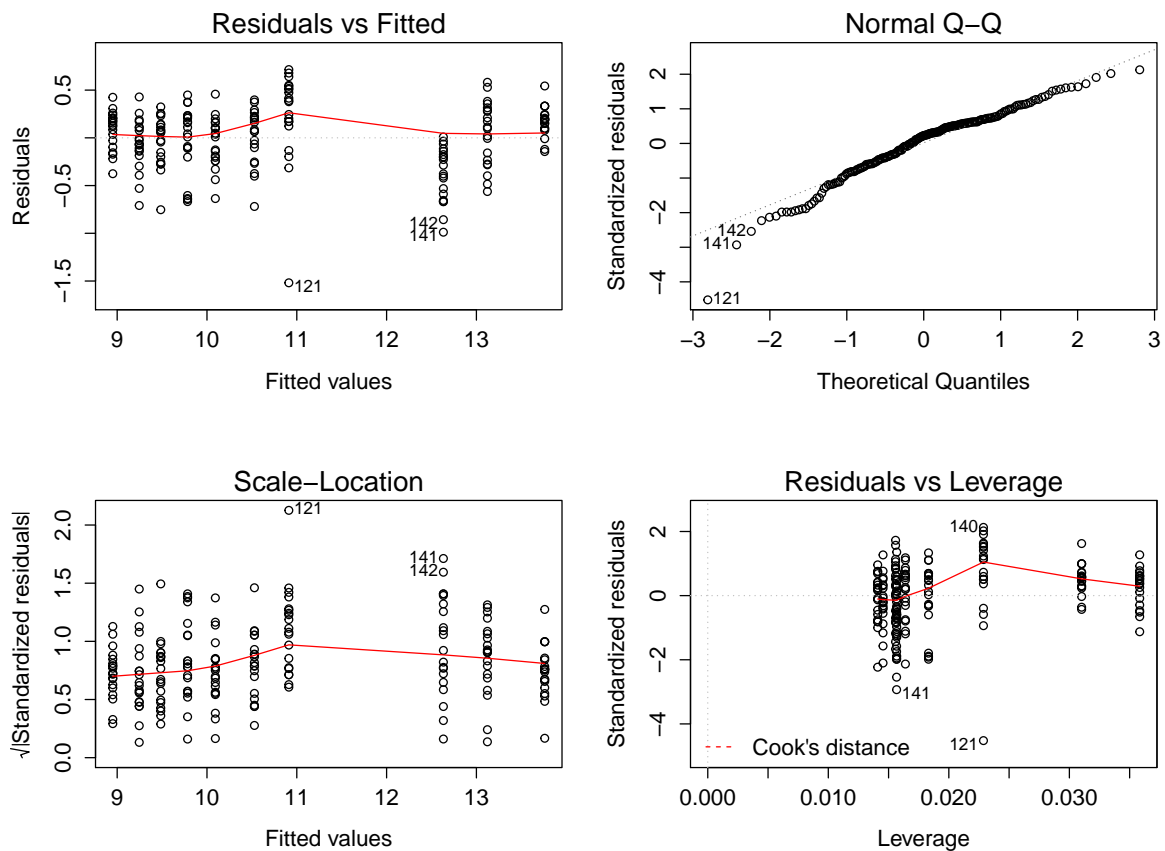 Residuals vs Fitted
Residuals
0.5
−0.5
−1.5
142
141
121
9 10 11 12 13
Fitted values
Normal Q−Q
Standardized residuals
2
0
−2
−4
142
141
121
−3 −2 −1 0 1 2 3
Theoretical Quantiles
Scale−Location
√|Standardized residuals|
2.0
1.5
1.0
0.5
0.0
121
141
142
9 10 11 12 13
Fitted values
Residuals vs Leverage
Standardized residuals
2
0
−2
−4
140
141
121
Cook's distance
0.000 0.010 0.020 0.030
Leverage